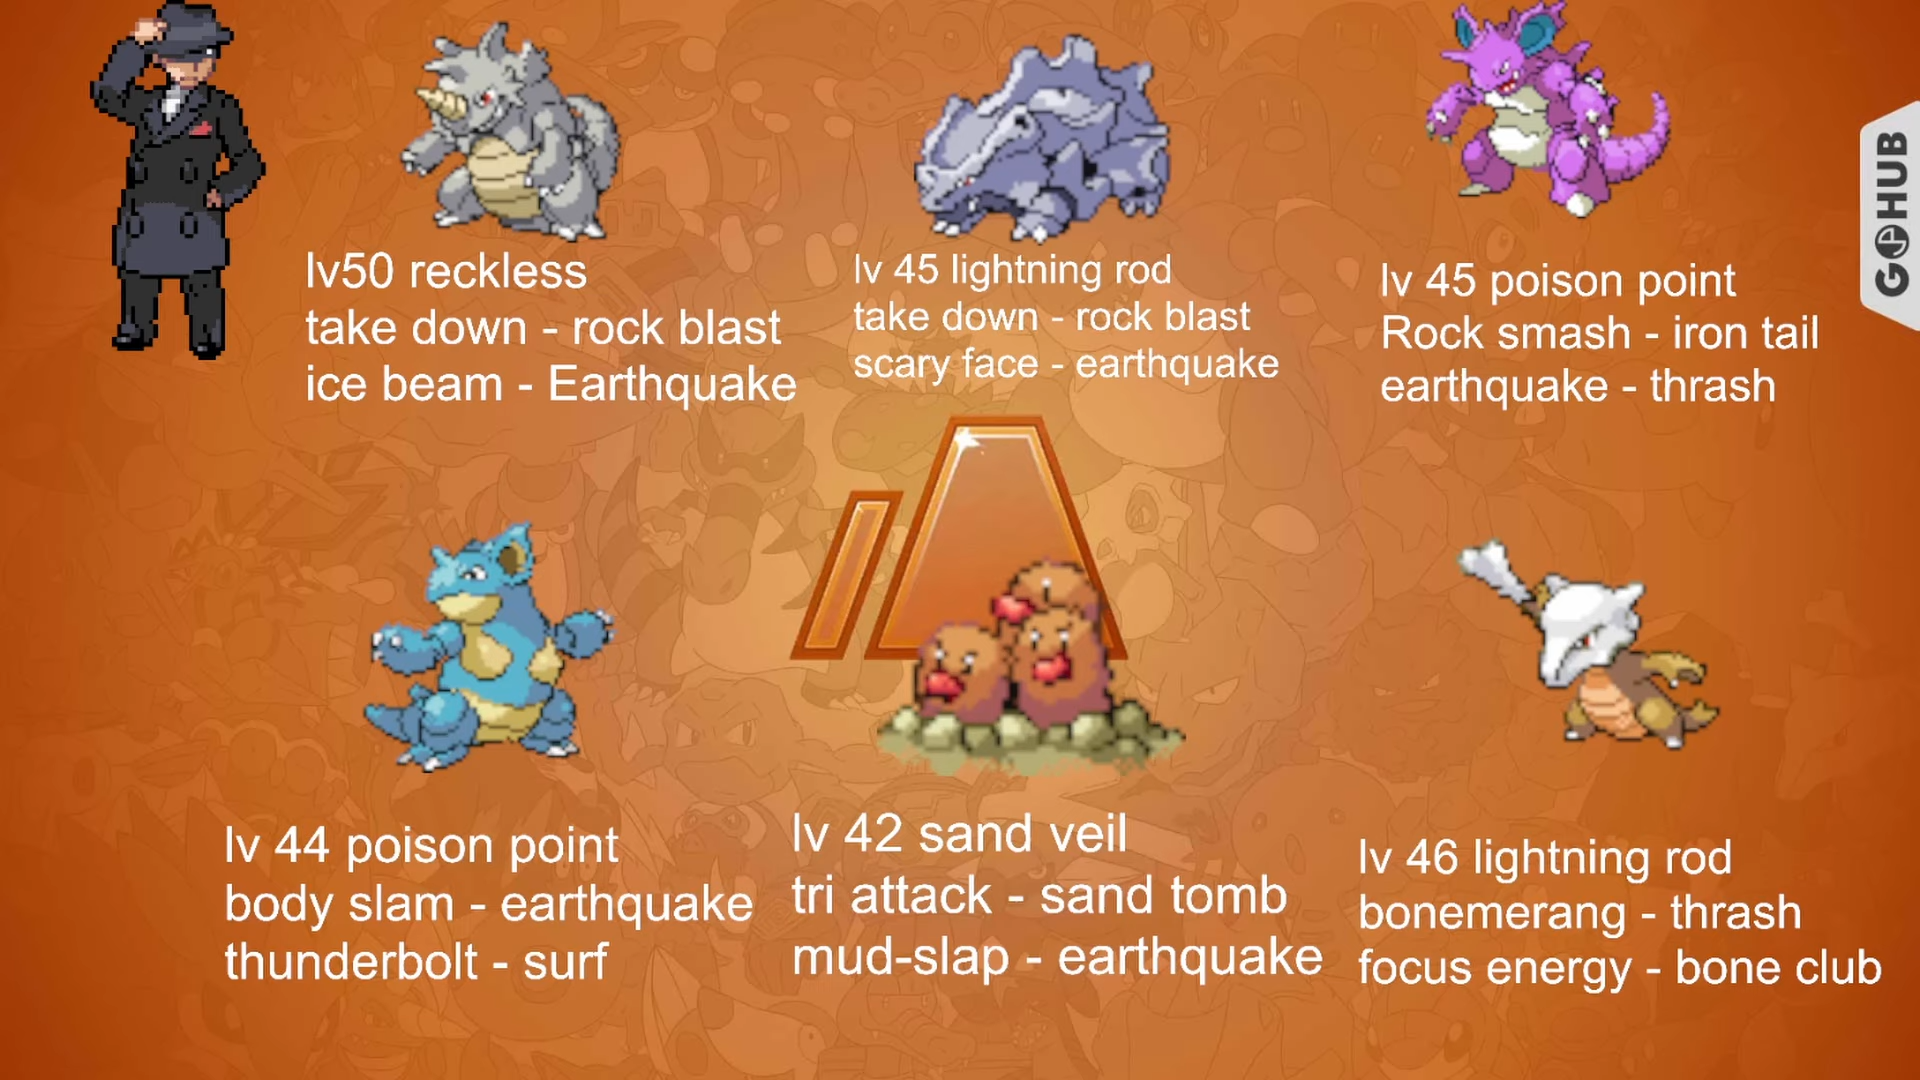 lv50 reckless
take down - rock blast
ice beam - Earthquake
lv 45 lightning rod
take down - rock blast
scary face - earthquake
lv 45 poison point
Rock smash - iron tail
earthquake - thrash
GOHUB
lv 44 poison point
body slam - earthquake
thunderbolt - surf
lv 42 sand veil
tri attack - sand tomb
mud-slap - earthquake
lv 46 lightning rod
bonemerang - thrash
focus energy - bone club